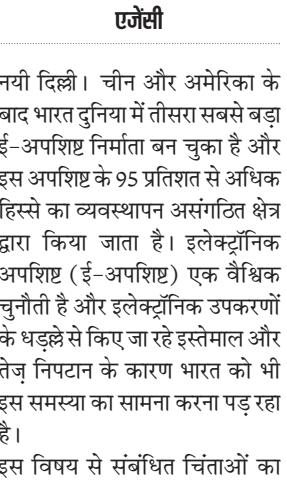 एजेंसी
नयी दिल्ली। चीन और अमेरिका के
बाद भारत दुनिया में तीसरा सबसे बड़ा
ई-अपशिष्ट निर्माता बन चुका है और
इस अपशिष्ट के 95 प्रतिशत से अधिक
हिस्से का व्यवस्थापन असंगठित क्षेत्र
द्वारा किया जाता है। इलेक्ट्रॉनिक
अपशिष्ट (ई-अपशिष्ट) एक वैश्विक
चुनौती है और इलेक्ट्रॉनिक उपकरणों
के धड़ल्ले से किए जा रहे इस्तेमाल और
तेज़ निपटान के कारण भारत को भी
इस समस्या का सामना करना पड़ रहा
है।
इस विषय से संबंधित चिंताओं का